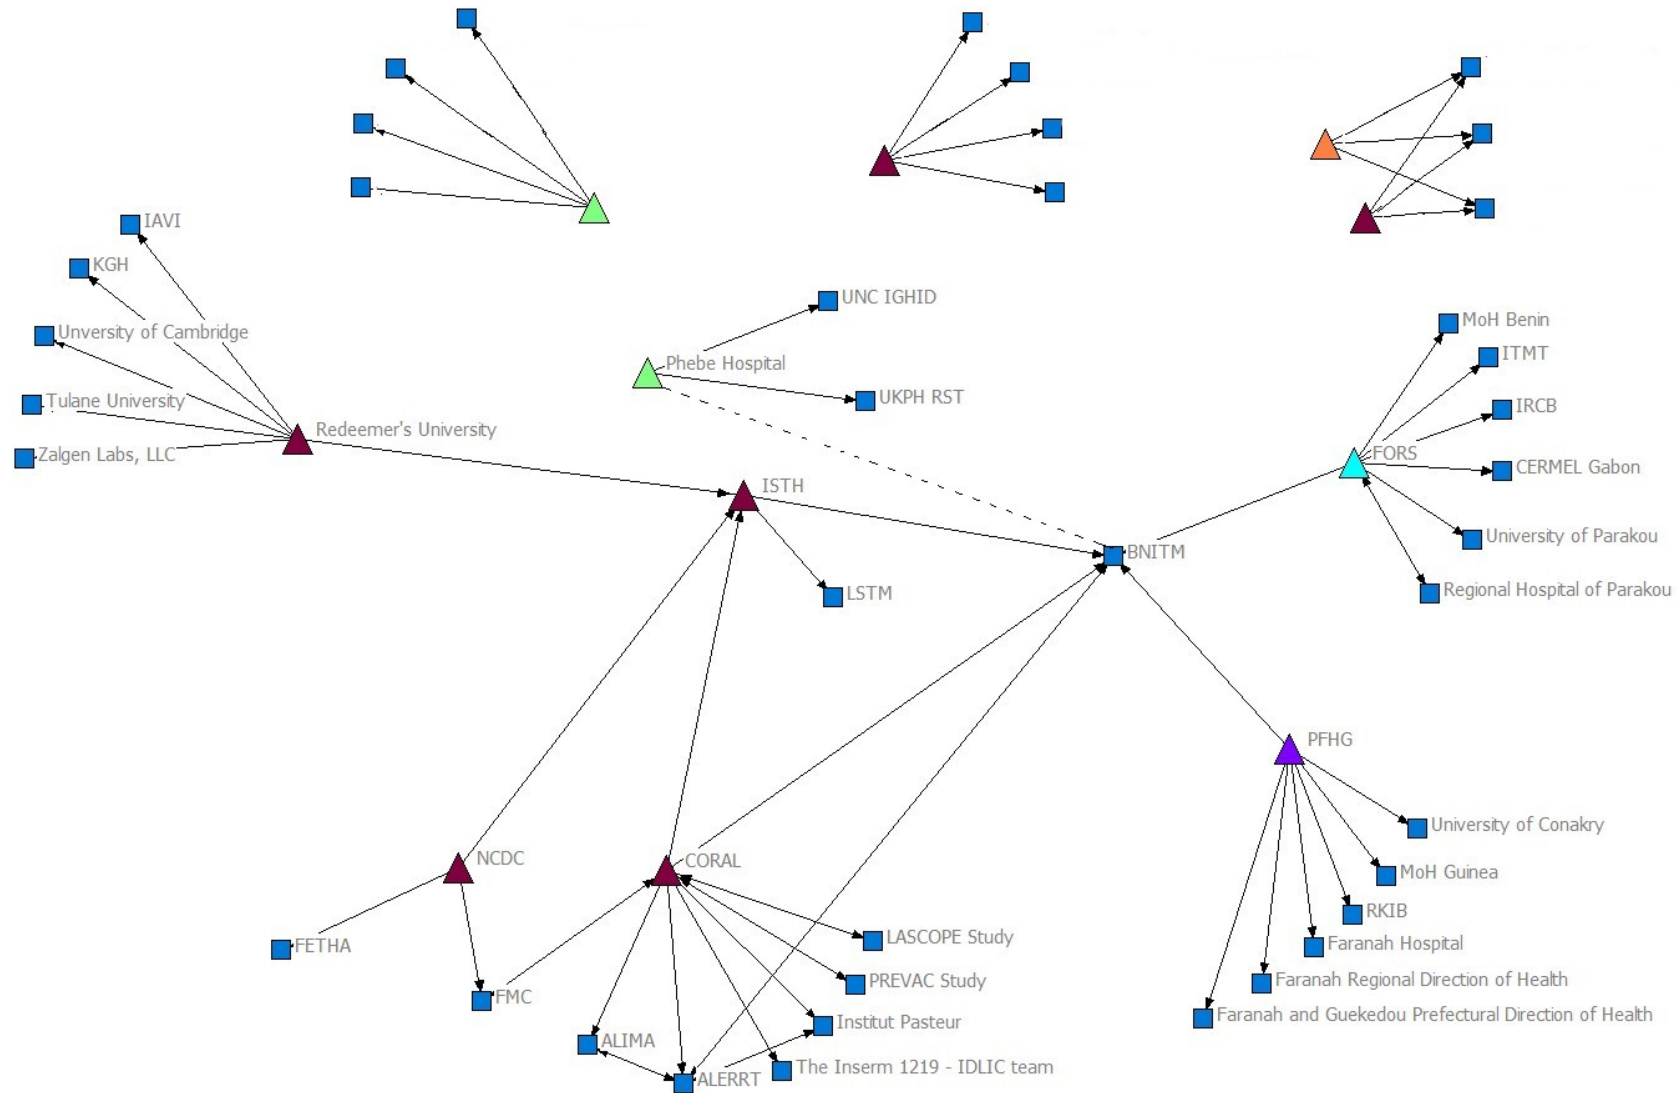 IAVI
KGH
UNC IGHID
MoH Benin
Unversity of Cambridge
ITMT
Phebe Hospital
Tulane University
UKPH RST
IRCB
Redeemer's University
Zalgen Labs, LLC
FORS
CERMEL Gabon
ISTH
University of Parakou
BNITM
LSTM
Regional Hospital of Parakou
PFHG
University of Conakry
NCDC
CORAL
MoH Guinea
RKIB
FETHA
LASCOPE Study
Faranah Hospital
PREVAC Study
Faranah Regional Direction of Health
FMC
Institut Pasteur
Faranah and Guekedou Prefectural Direction of Health
ALIMA
The Inserm 1219 - IDLIC team
ALERRT